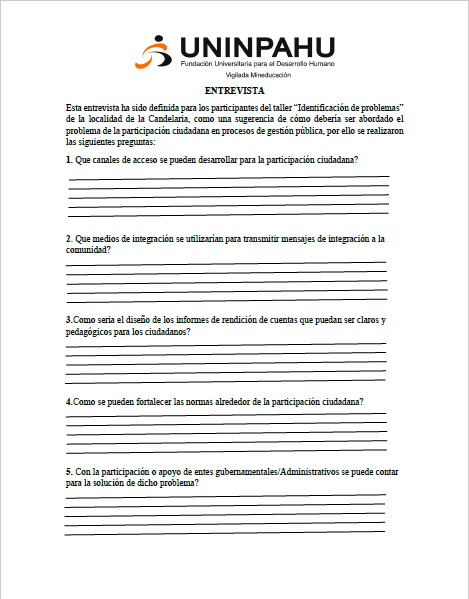 UNINPAHU
Fundación Universitaria para el Desarrollo Humano
Vigilada Mineducación
ENTREVISTA
Esta entrevista ha sido definida para los participantes del taller “Identificación de problemas”
de la localidad de la Candelaria, como una sugerencia de cómo debería ser abordado el
problema de la participación ciudadana en procesos de gestión pública, por ello se realizaron
las siguientes preguntas:
1. Que canales de acceso se pueden desarrollar para la participación ciudadana?
2. Que medios de integración se utilizarían para transmitir mensajes de integración a la
comunidad?
3.Como seria el diseño de los informes de rendición de cuentas que puedan ser claros y
pedagógicos para los ciudadanos?
4.Como se pueden fortalecer las normas alrededor de la participación ciudadana?
5. Con la participación o apoyo de entes gubernamentales/Administrativos se puede contar
para la solución de dicho problema?